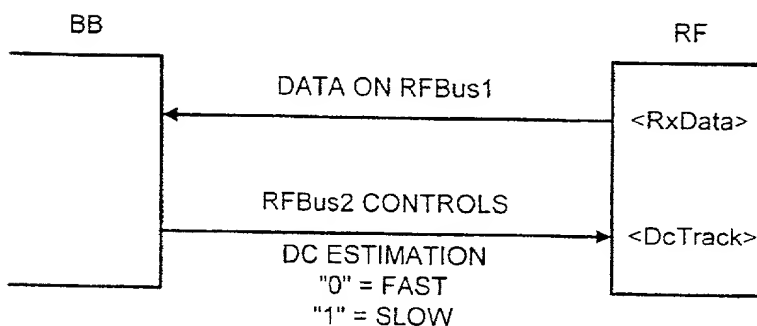 BB
RF
DATA ON RFBus1
<RxData>
RFBus2 CONTROLS
<DcTrack>
DC ESTIMATION
"0" = FAST
"1" = SLOW